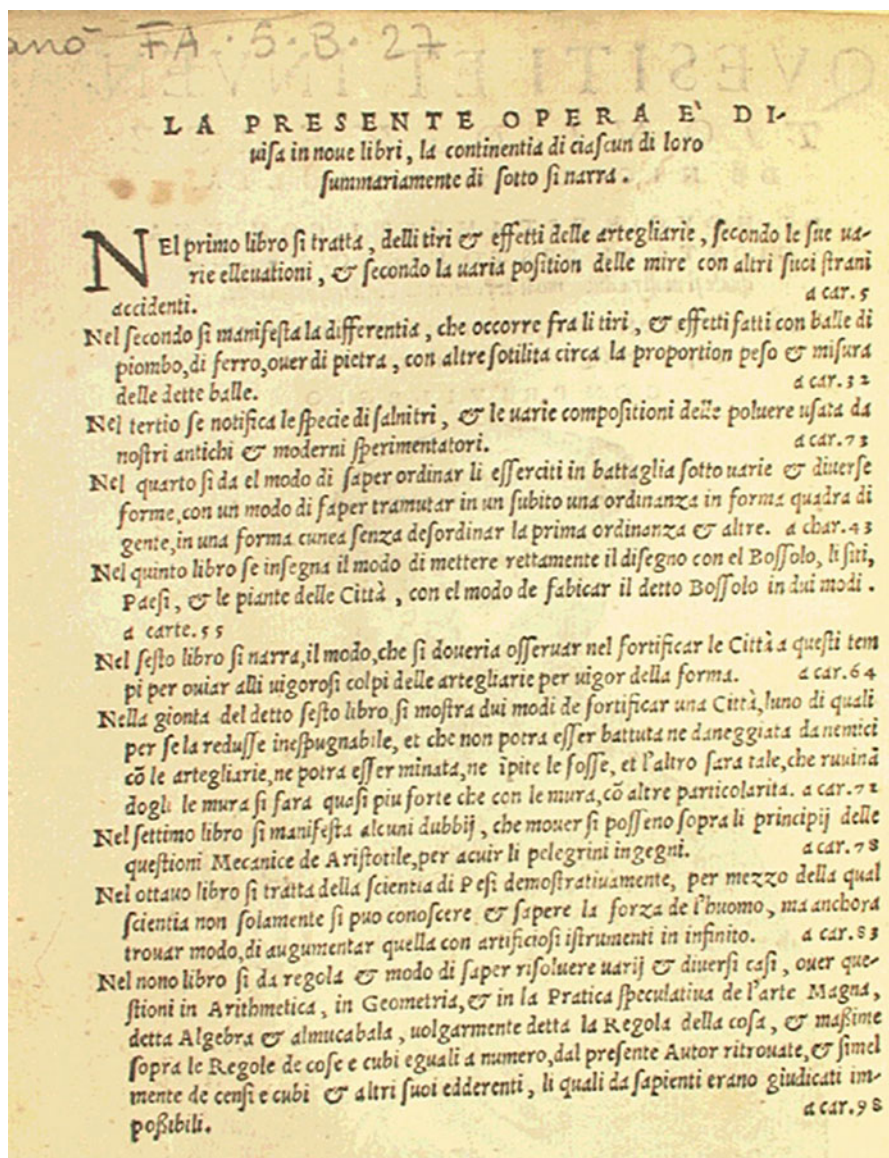 anò FA·5·B·27
LA PRESENTE OPERA E' DI-
uisa in noue libri, la continentia di ciascun di loro
summariamente di sotto si narra.
NEl primo libro si tratta, delli tiri & effetti delle artegliarie, secondo le sue ua-
rie elleuationi, & secondo la uaria position delle mire con altri suci strani
accidenti. a car. 5
Nel secondo si manifesta la differentia, che occorre fra li tiri, & effetti fatti con balle di
piombo, di ferro, ouer di pietra, con altre sotilita circa la proportion peso & misura
delle dette balle. a car. 32
Nel tertio se notifica le specie di salnitri, & le uarie compositioni delle poluere usata da
nostri antichi & moderni sperimentatori. a car. 73
Nel quarto si da el modo di saper ordinar li esserciti in battaglia sotto uarie & diuerse
forme, con un modo di saper tramutar in un subito una ordinanza in forma quadra di
gente, in una forma cunea senza desordinar la prima ordinanza & altre. a char. 43
Nel quinto libro se insegna il modo di mettere rettamente il disegno con el Bossolo, li siti,
Paesi, & le piante delle Città, con el modo de fabicar il detto Bossolo in dui modi.
a carte. 55
Nel sesto libro si narra, il modo, che si doueria osseruar nel fortificar le Città a questi tem
pi per ouiar alli uigorosi colpi delle artegliarie per uigor della forma. a car. 64
Nella gionta del detto sesto libro, si mostra dui modi de fortificar una Città, luno di quali
per se la redusse inespugnabile, et che non potra esser battuta ne daneggiata da nemici
cō le artegliarie, ne potra esser minata, ne īpite le fosse, et l'altro sara tale, che ruuinā
dogli le mura si fara quasi piu forte che con le mura, cō altre particolarita. a car. 72
Nel settimo libro si manifesta alcuni dubbij, che mouer si posseno sopra li principij delle
questioni Mecanice de Aristotile, per acuir li pelegrini ingegni. a car. 78
Nel ottauo libro si tratta della scientia di Pesi demostratiuamente, per mezzo della qual
scientia non solamente si puo conoscere & sapere la forza de l'huomo, ma anchora
trouar modo, di augumentar quella con artificiosi istrumenti in infinito. a car. 83
Nel nono libro si da regola & modo di saper risoluere uarij & diuersi casi, ouer que-
stioni in Arithmetica, in Geometria, & in la Pratica speculatiua de l'arte Magna,
detta Algebra & almucabala, uolgarmente detta la Regola della cosa, & maßime
sopra le Regole de cose e cubi eguali a numero, dal presente Autor ritrouate, & simel
mente de censi e cubi & altri suoi edderenti, li quali da sapienti erano giudicati im-
poßibili. a car. 98